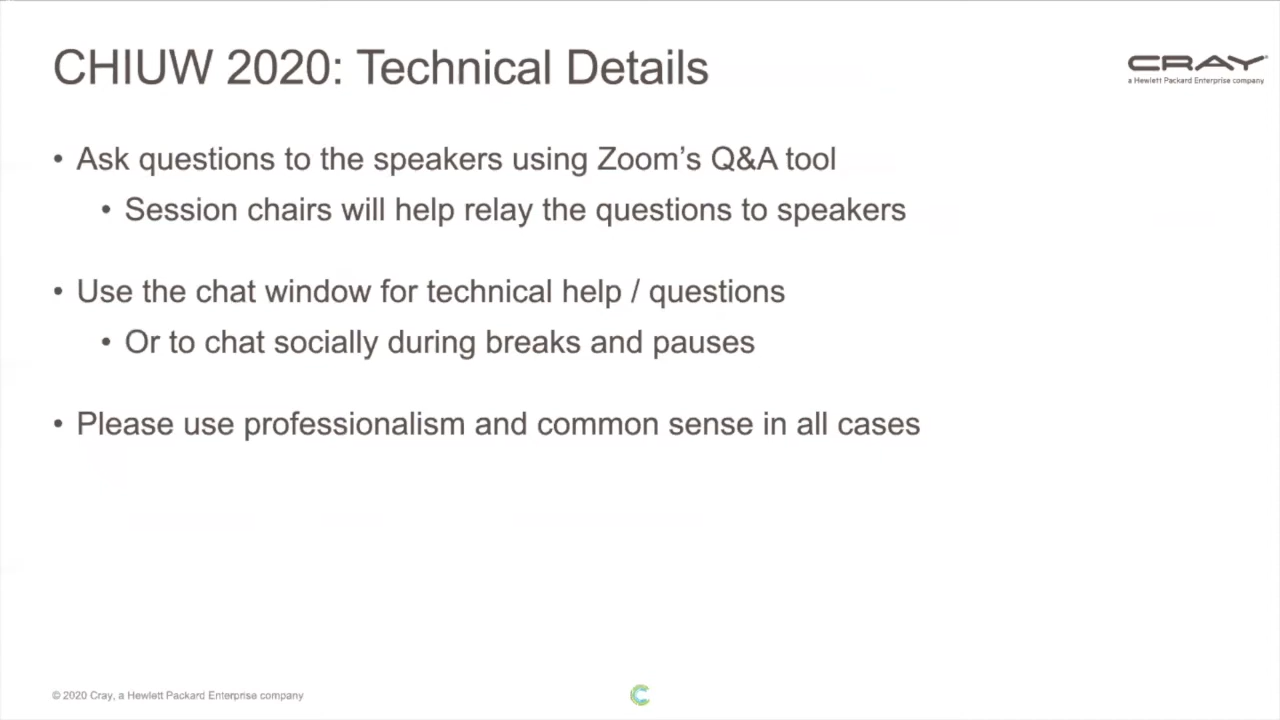 CHIUW 2020: Technical Details
CRAY
a Hewlett Packard Enterprise company
• Ask questions to the speakers using Zoom's Q&A tool
• Session chairs will help relay the questions to speakers
• Use the chat window for technical help / questions
• Or to chat socially during breaks and pauses
• Please use professionalism and common sense in all cases
© 2020 Cray, a Hewlett Packard Enterprise company